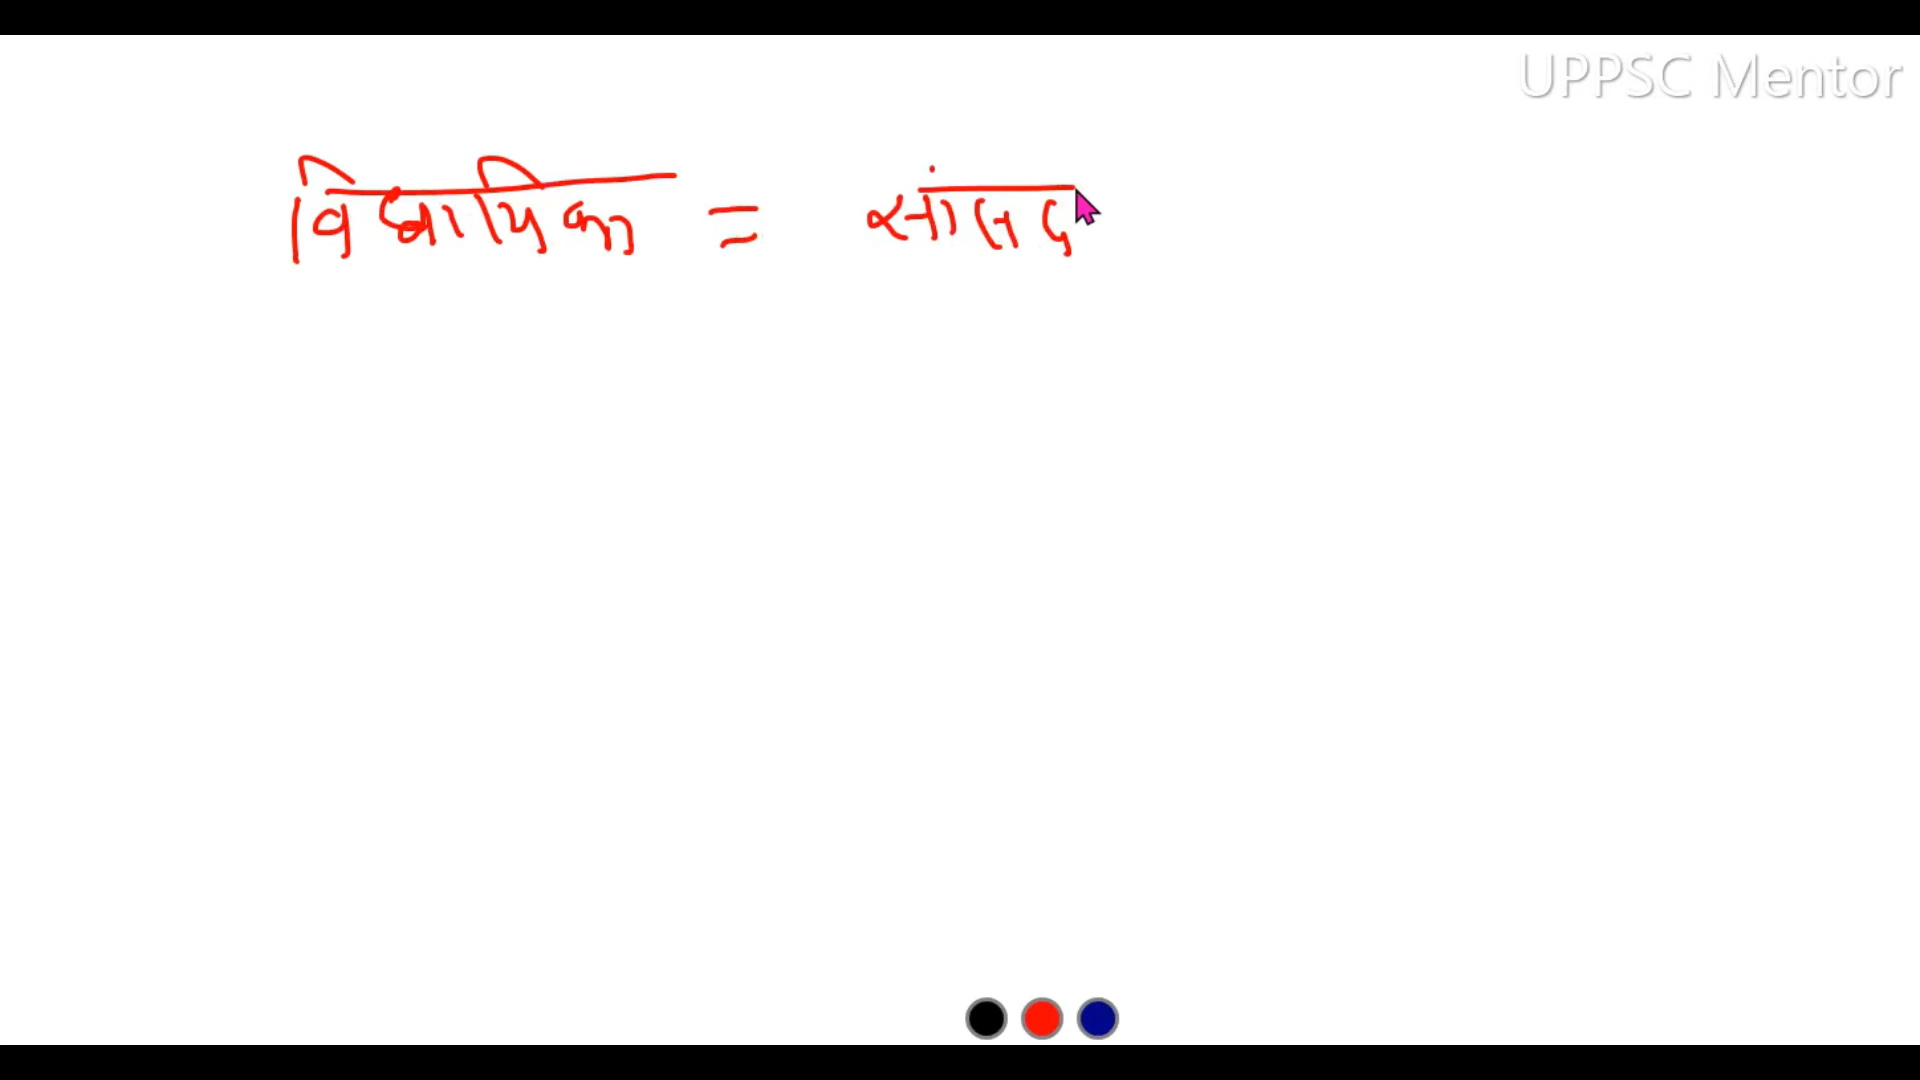 UPPSC Mentor
विधायिका = सांसद